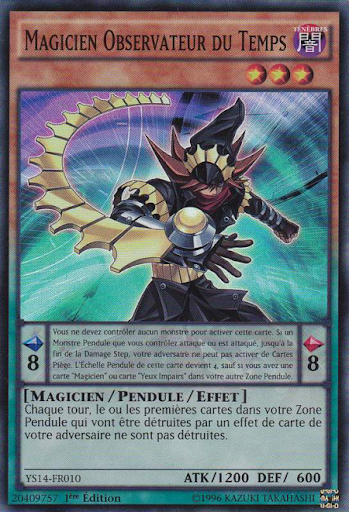 MAGICIEN OBSERVATEUR DU TEMPS
TÉNÈBRES
闇
Vous ne devez contrôler aucun monstre pour activer cette carte. Si un
Monstre Pendule que vous contrôlez attaque ou est attaqué, jusqu'à la
fin de la Damage Step, votre adversaire ne peut pas activer de Cartes
Piège. L'Échelle Pendule de cette carte devient 4, sauf si vous avez une
carte "Magicien" ou carte "Yeux Impairs" dans votre autre Zone Pendule.
8
8
[MAGICIEN / PENDULE / EFFET]
Chaque tour, le ou les premières cartes dans votre Zone
Pendule qui vont être détruites par un effet de carte de
votre adversaire ne sont pas détruites.
YS14-FR010
ATK/1200 DEF/ 600
20409757 1ère Édition
©1996 KAZUKI TAKAHASHI